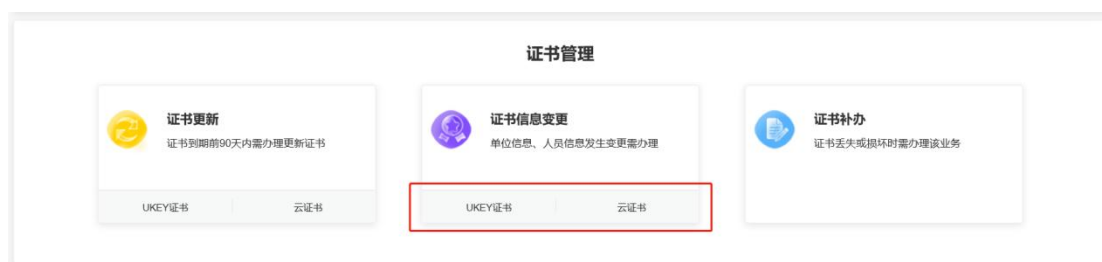 证书管理
证书更新
证书到期前90天内需办理更新证书
UKEY证书 云证书
证书信息变更
单位信息、人员信息发生变更需办理
UKEY证书 云证书
证书补办
证书丢失或损坏时需办理该业务